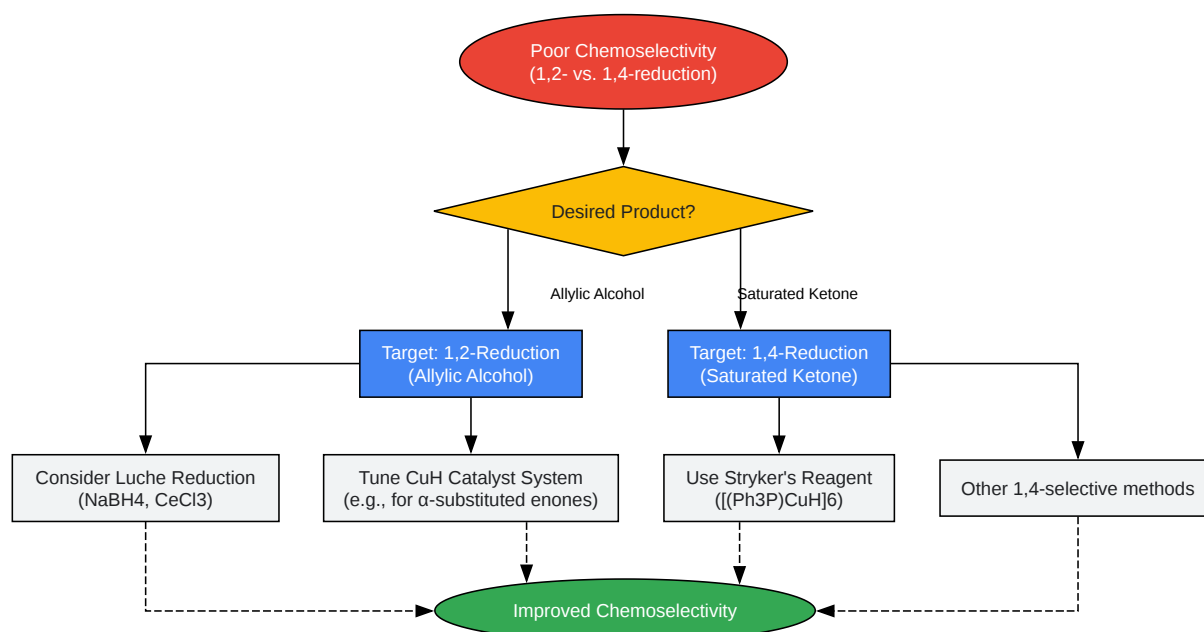 Poor Chemoselectivity
(1,2- vs. 1,4-reduction)
Desired Product?
Allylic Alcohol
Saturated Ketone
Target: 1,2-Reduction
(Allylic Alcohol)
Target: 1,4-Reduction
(Saturated Ketone)
Consider Luche Reduction
(NaBH4, CeCl3)
Tune CuH Catalyst System
(e.g., for α-substituted enones)
Use Stryker's Reagent
([(Ph3P)CuH]6)
Other 1,4-selective methods
Improved Chemoselectivity